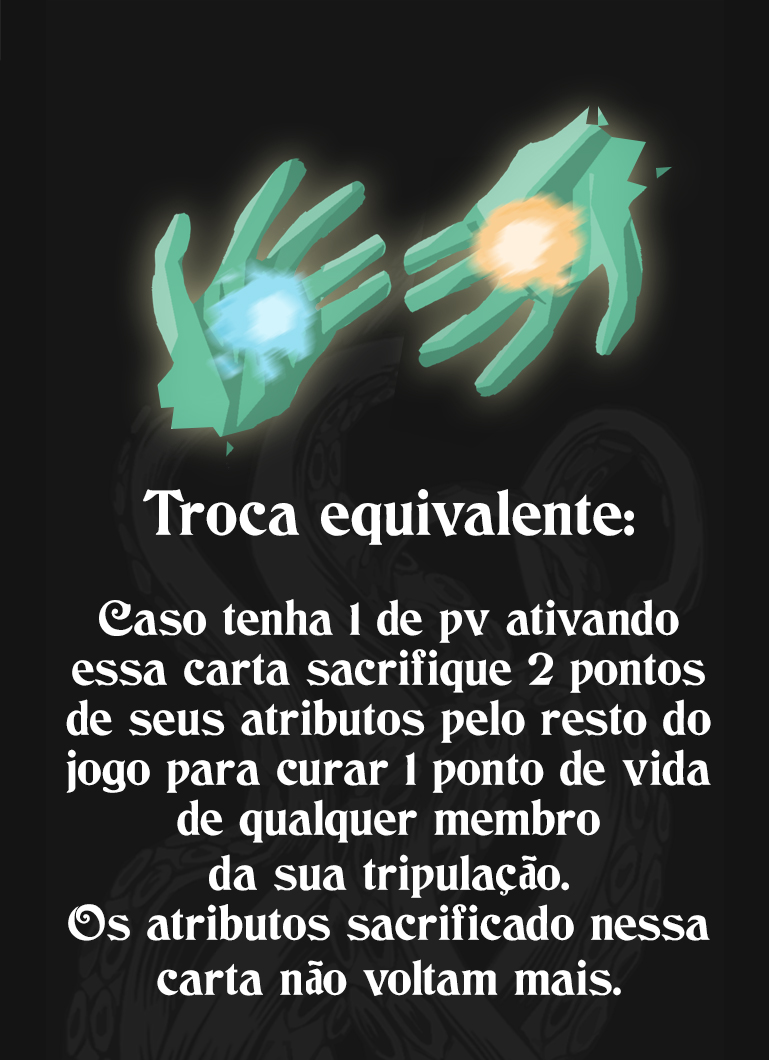 Troca equivalente:
Caso tenha 1 de pv ativando
essa carta sacrifique 2 pontos
de seus atributos pelo resto do
jogo para curar 1 ponto de vida
de qualquer membro
da sua tripulação.
Os atributos sacrificado nessa
carta não voltam mais.